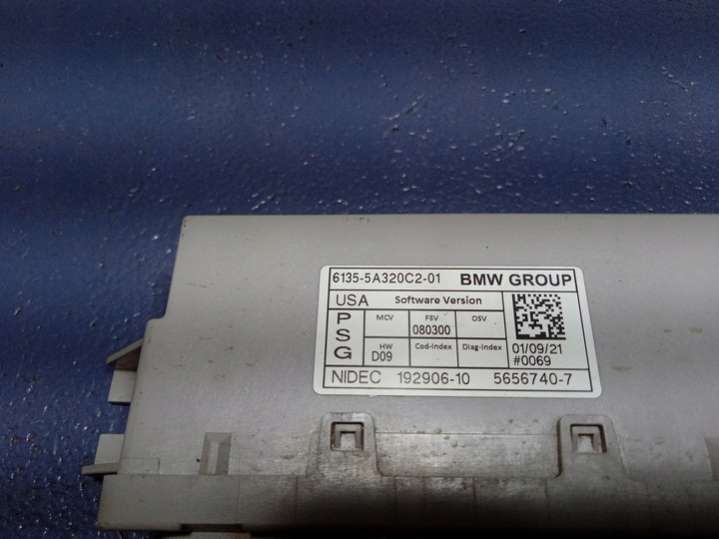 6135-5A320C2-01 BMW GROUP
USA Software Version
PSG
MCV FSV OSV
080300
HW Cod-Index Diag-Index
D09
01/09/21
#0069
NIDEC 192906-10 5656740-7